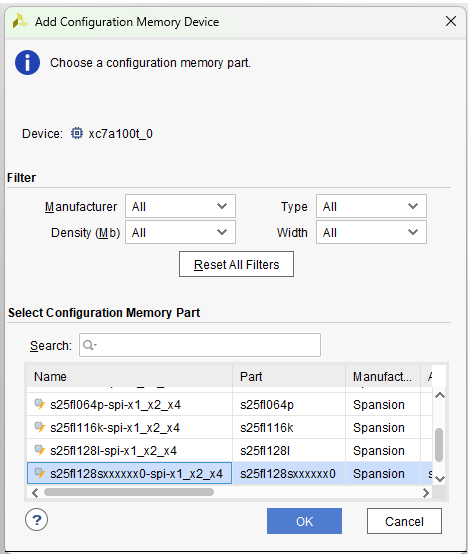 Add Configuration Memory Device
Choose a configuration memory part.
Device: xc7a100t_0
Filter
Manufacturer All Type All
Density (Mb) All Width All
Reset All Filters
Select Configuration Memory Part
Search:
Name Part Manufact...
s25fl064p-spi-x1_x2_x4 s25fl064p Spansion
s25fl116k-spi-x1_x2_x4 s25fl116k Spansion
s25fl128l-spi-x1_x2_x4 s25fl128l Spansion
s25fl128sxxxxxx0-spi-x1_x2_x4 s25fl128sxxxxxx0 Spansion s
? OK Cancel